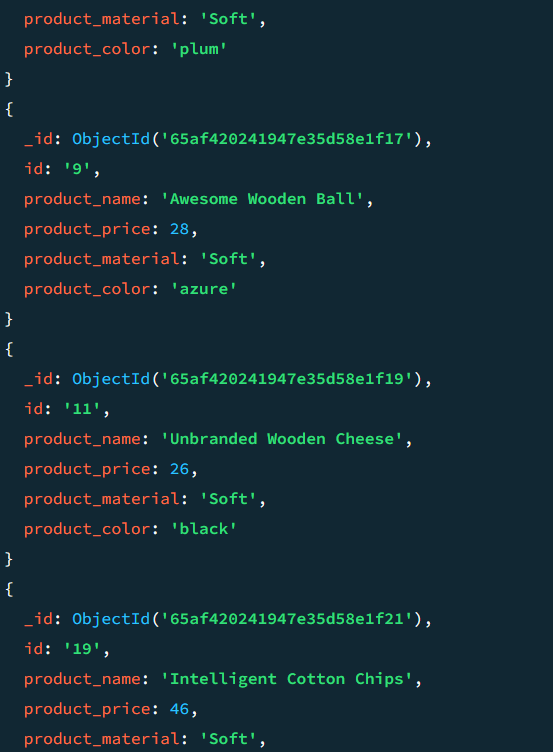 product_material: 'Soft',
product_color: 'plum'
}
{
_id: ObjectId('65af420241947e35d58e1f17'),
id: '9',
product_name: 'Awesome Wooden Ball',
product_price: 28,
product_material: 'Soft',
product_color: 'azure'
}
{
_id: ObjectId('65af420241947e35d58e1f19'),
id: '11',
product_name: 'Unbranded Wooden Cheese',
product_price: 26,
product_material: 'Soft',
product_color: 'black'
}
{
_id: ObjectId('65af420241947e35d58e1f21'),
id: '19',
product_name: 'Intelligent Cotton Chips',
product_price: 46,
product_material: 'Soft',